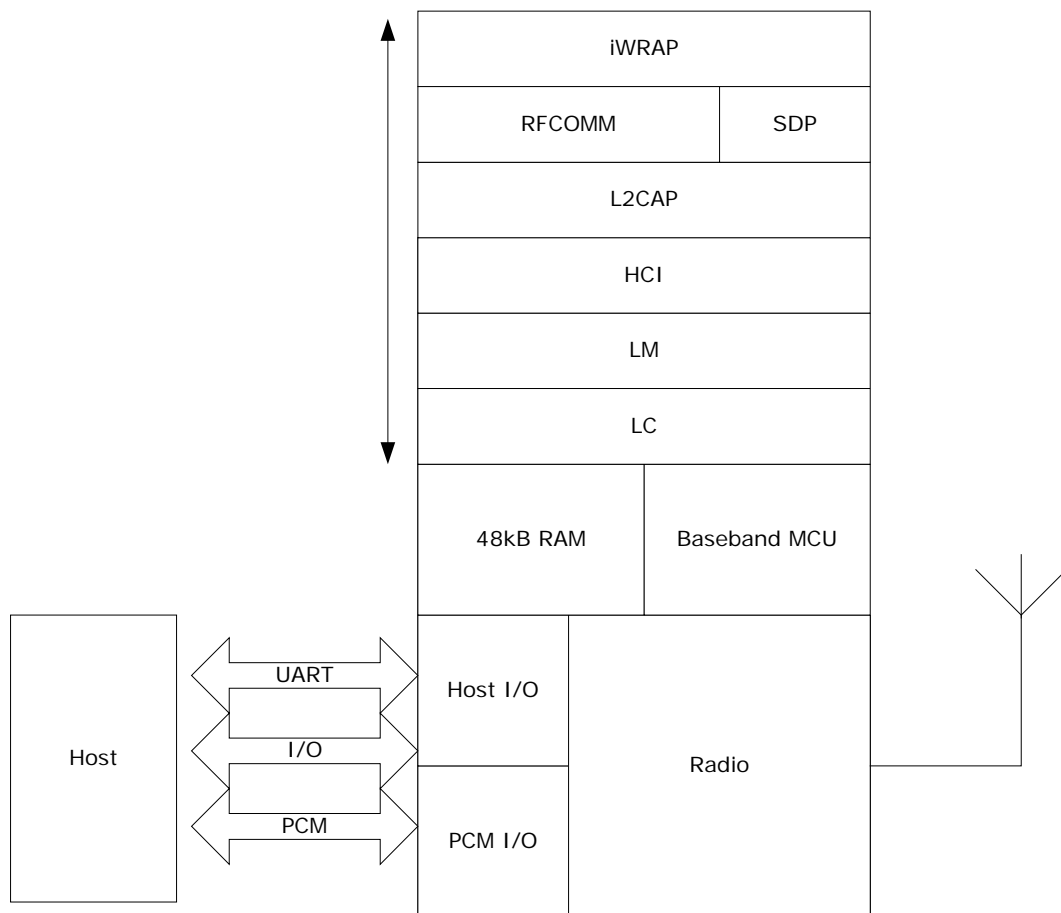 iWRAP
RFCOMM
SDP
L2CAP
HCI
LM
LC
48kB RAM
Baseband MCU
Host
UART
I/O
PCM
Host I/O
PCM I/O
Radio